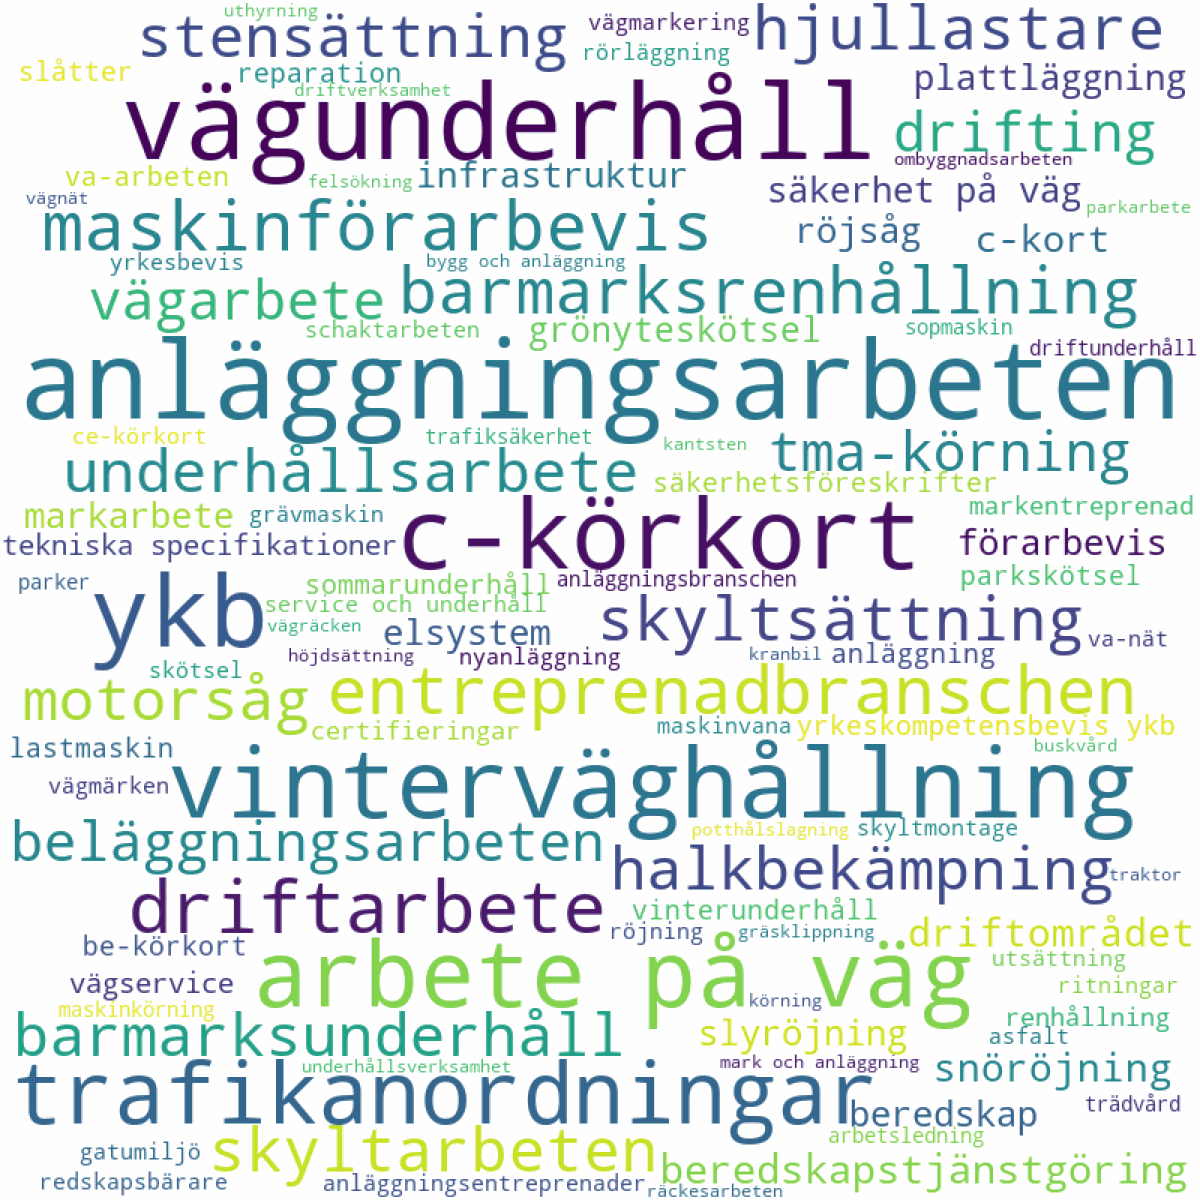 uthyrning
stensättning
vägmarkering
hjullastare
rörläggning
slåtter
reparation
plattläggning
driftverksamhet
vägunderhåll
drifting
ombyggnadsarbeten
va-arbeten
felsökning
infrastruktur
säkerhet på väg
vägnät
parkarbete
maskinförarbevis
röjsåg
c-kort
yrkesbevis
bygg och anläggning
vägarbete
barmarksrenhållning
schaktarbeten
grönyteskötsel
sopmaskin
driftunderhåll
anläggningsarbeten
ce-körkort
trafiksäkerhet
kantsten
tma-körning
underhållsarbete
säkerhetsföreskrifter
markarbete
grävmaskin
c-körkort
markentreprenad
tekniska specifikationer
förarbevis
parker
sommarunderhåll
anläggningsbranschen
parkskötsel
ykb
service och underhåll
vägräcken
elsystem
skyltsättning
va-nät
skötsel
höjdsättning
nyanläggning
kranbil
anläggning
motorsåg
entreprenadbranschen
certifieringar
maskinvana
yrkeskompetensbevis ykb
lastmaskin
buskvård
vägmärken
vinterväghållning
beläggningsarbeten
potthålslagning
skyltmontage
halkbekämpning
traktor
driftarbete
vinterunderhåll
be-körkort
röjning
gräsklippning
driftområdet
vägservice
arbete på väg
utsättning
ritningar
maskinkörning
körning
renhållning
barmarksunderhåll
slyröjning
asfalt
underhållsverksamhet
mark och anläggning
snöröjning
trafikanordningar
beredskap
trädvård
gatumiljö
skyltarbeten
arbetsledning
redskapsbärare
anläggningsentreprenader
beredskapstjänstgöring
räckesarbeten